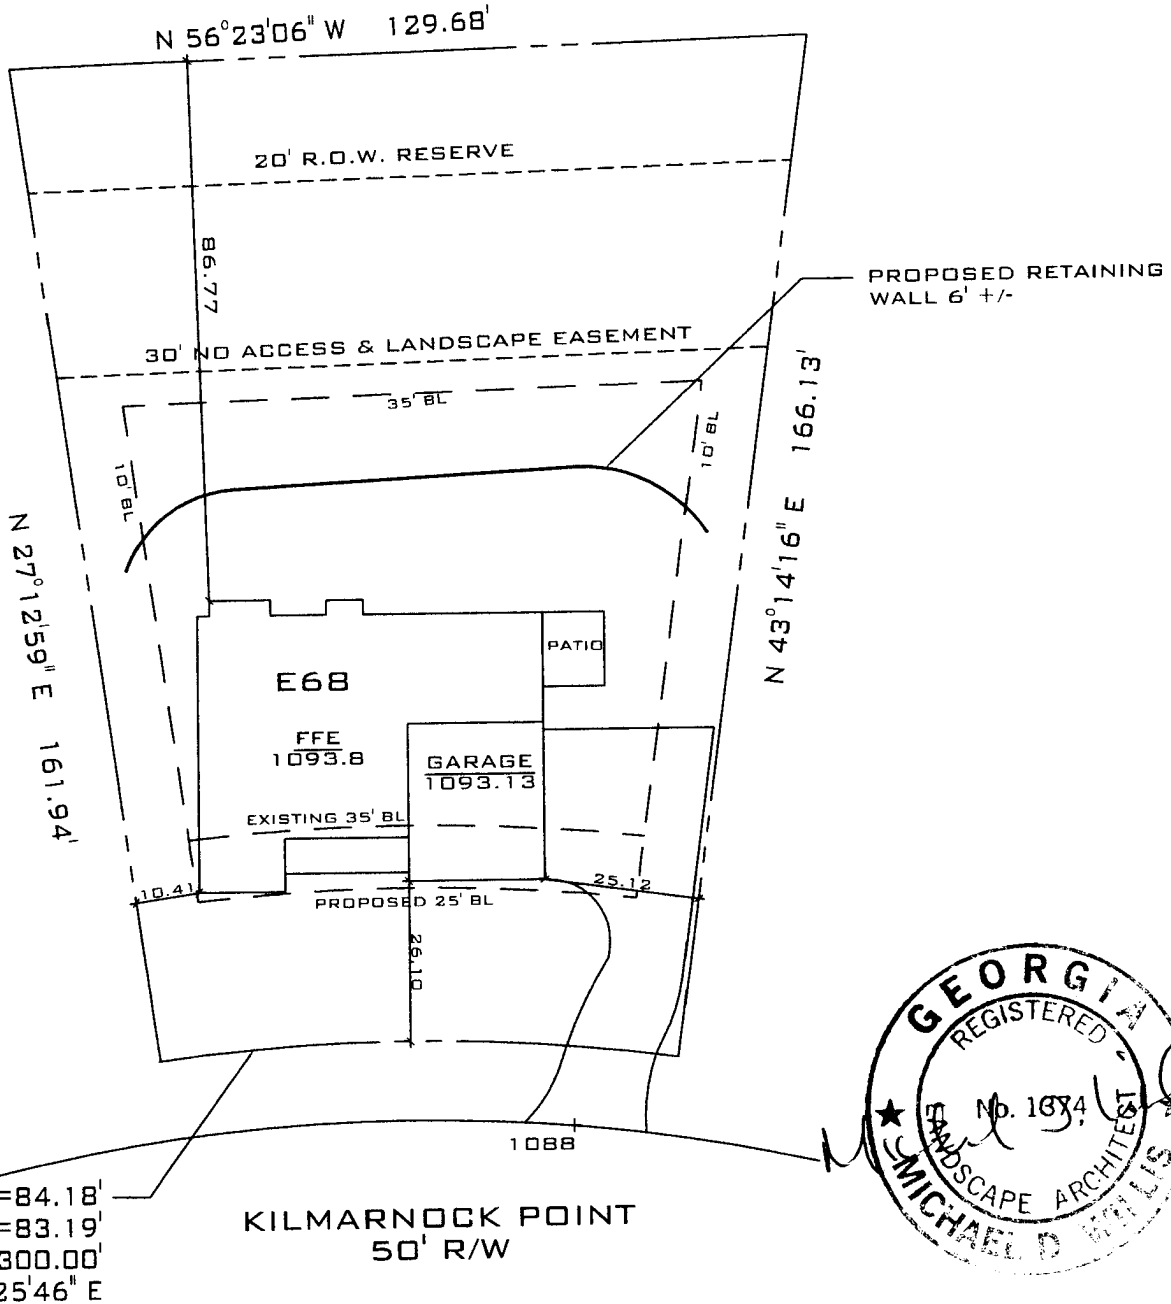 N 56°23'06" W 129.68'
20' R.O.W. RESERVE
86.77
PROPOSED RETAINING
WALL 6' +/-
30' NO ACCESS & LANDSCAPE EASEMENT
35' BL
10' BL
10' BL
N 43°14'16" E 166.13'
N 27°12'59" E 161.94'
PATIO
E68
FFE
1093.8
GARAGE
1093.13
EXISTING 35' BL
10.41
25.12
PROPOSED 25' BL
26.10
1088
=84.18'
=83.19'
300.00'
25'46" E
KILMARNOCK POINT
50' R/W
GEORGIA
REGISTERED
LANDSCAPE ARCHITECT
MICHAEL D WILLIS